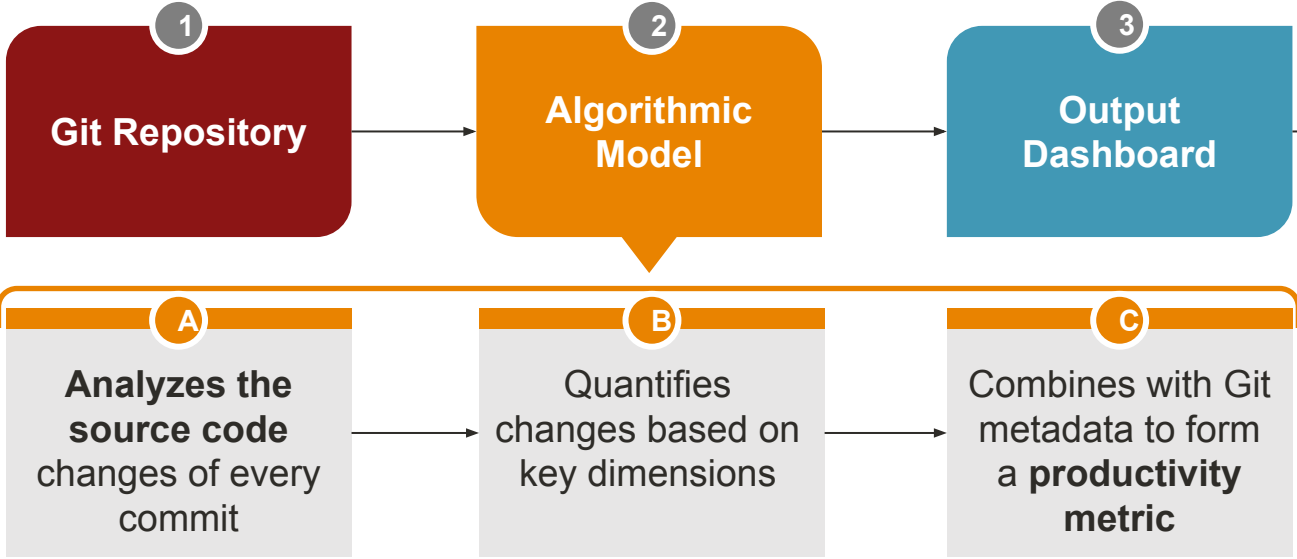 1
Git Repository
2
Algorithmic
Model
3
Output
Dashboard
A
Analyzes the
source code
changes of every
commit
B
Quantifies
changes based on
key dimensions
C
Combines with Git
metadata to form
a productivity
metric